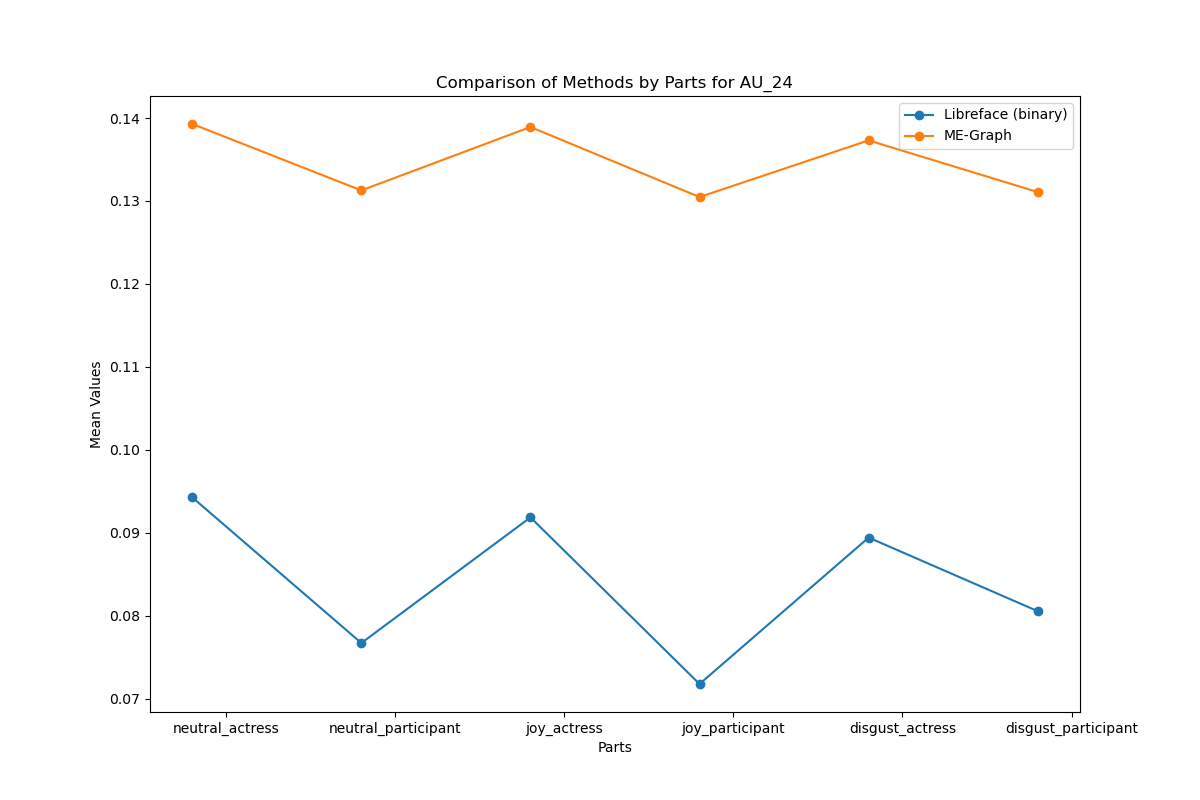 Comparison of Methods by Parts for AU_24
Libreface (binary)
ME-Graph
0.14
0.13
0.12
0.11
0.10
0.09
0.08
0.07
Mean Values
neutral_actress
neutral_participant
joy_actress
joy_participant
disgust_actress
disgust_participant
Parts